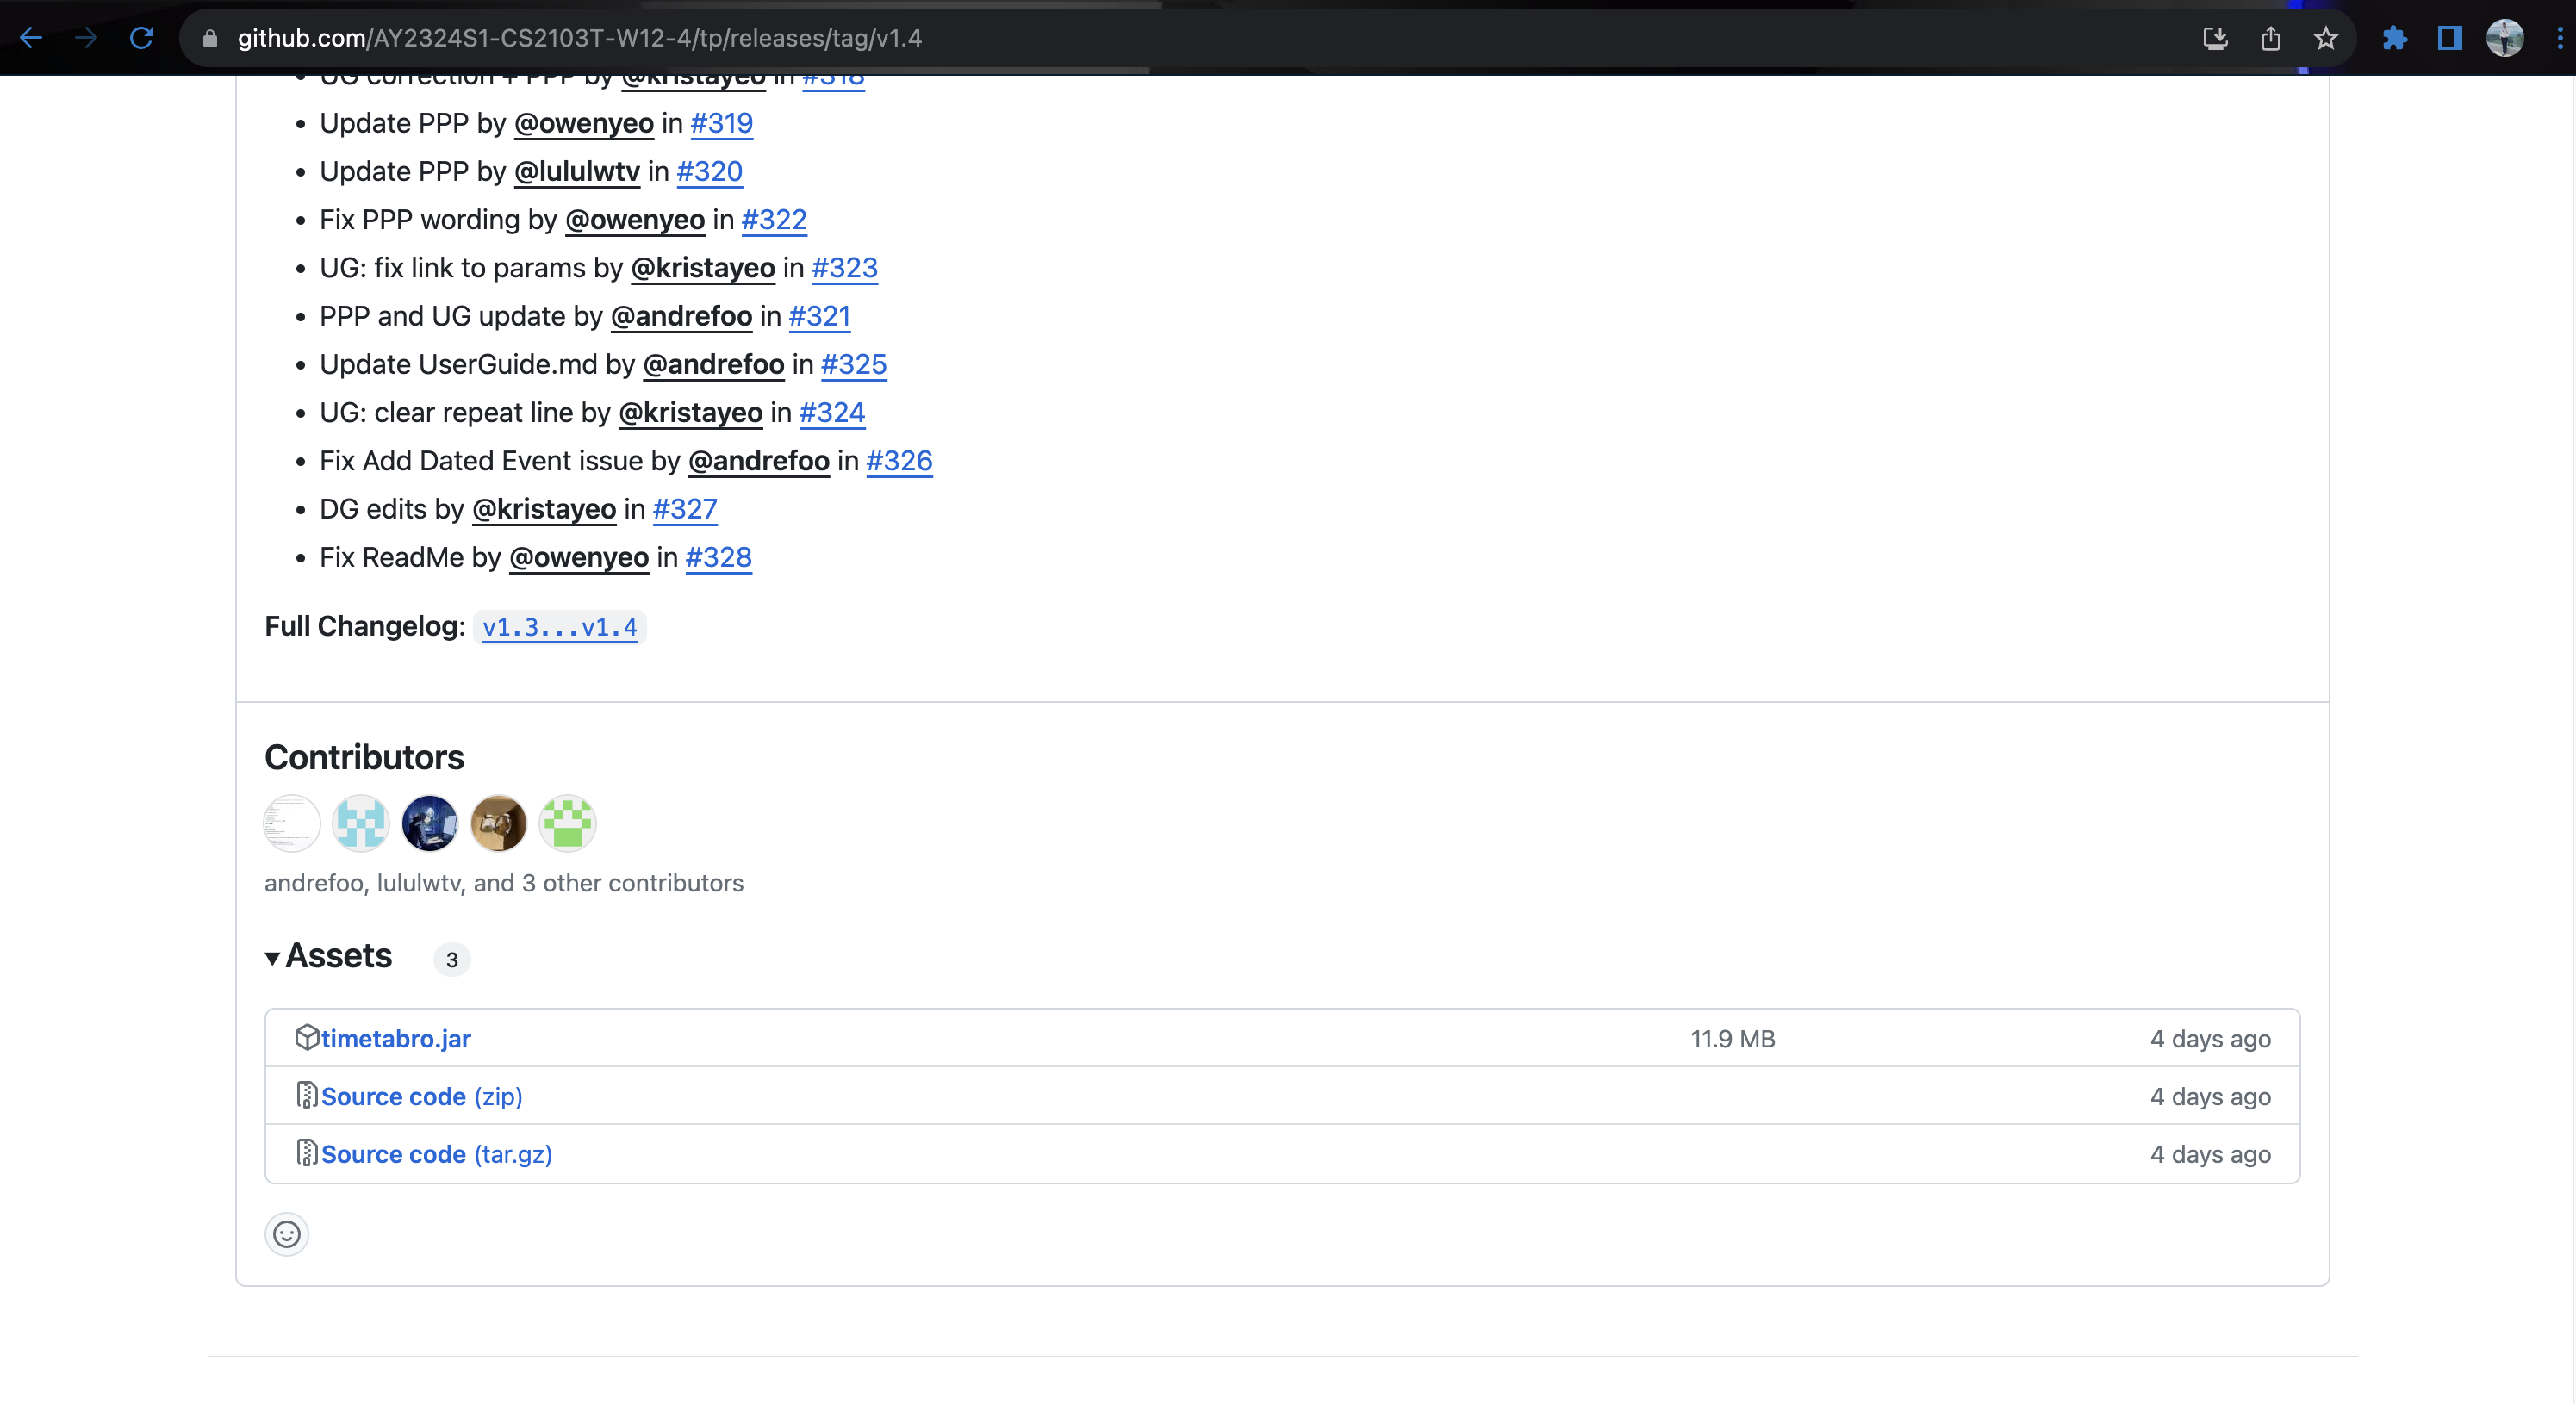 github.com/AY2324S1-CS2103T-W12-4/tp/releases/tag/v1.4
UG correction + PPP by @kristayeo in #318
Update PPP by @owenyeo in #319
Update PPP by @lululwtv in #320
Fix PPP wording by @owenyeo in #322
UG: fix link to params by @kristayeo in #323
PPP and UG update by @andrefoo in #321
Update UserGuide.md by @andrefoo in #325
UG: clear repeat line by @kristayeo in #324
Fix Add Dated Event issue by @andrefoo in #326
DG edits by @kristayeo in #327
Fix ReadMe by @owenyeo in #328
Full Changelog: v1.3...v1.4
Contributors
andrefoo, lululwtv, and 3 other contributors
Assets 3
timetabro.jar 11.9 MB 4 days ago
Source code (zip) 4 days ago
Source code (tar.gz) 4 days ago